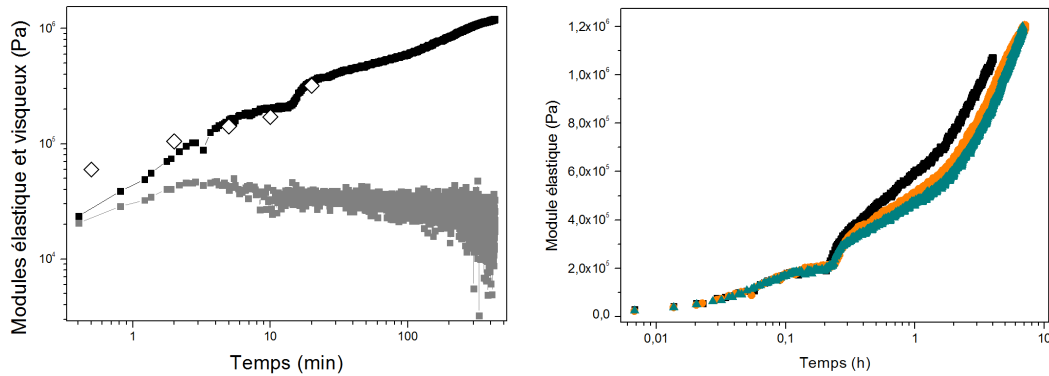 Modules élastique et visqueux (Pa)
10⁶
10⁵
10⁴
1
10
100
Temps (min)
Module élastique (Pa)
1,2x10⁶
1,0x10⁶
8,0x10⁵
6,0x10⁵
4,0x10⁵
2,0x10⁵
0,0
0,01
0,1
1
10
Temps (h)